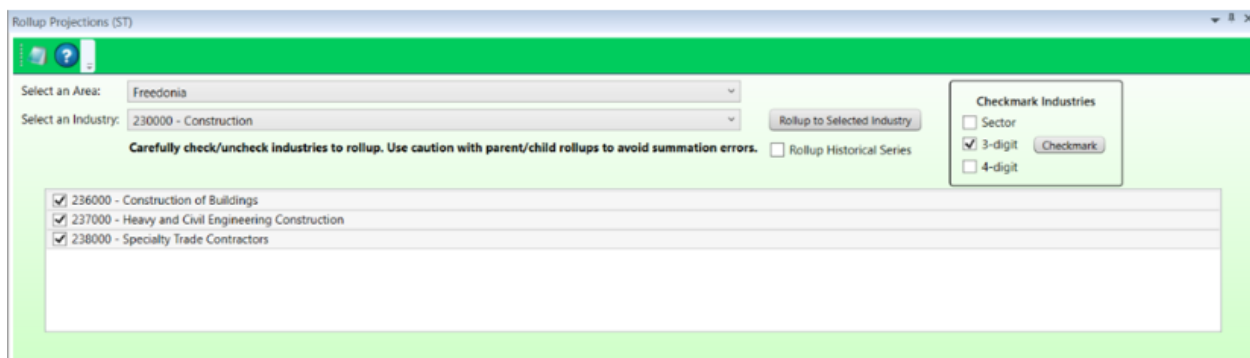 Rollup Projections (ST)
?
Select an Area: Freedonia
Checkmark Industries
Select an Industry: 230000 - Construction Rollup to Selected Industry
Sector
Carefully check/uncheck industries to rollup. Use caution with parent/child rollups to avoid summation errors. Rollup Historical Series
3-digit Checkmark
4-digit
236000 - Construction of Buildings
237000 - Heavy and Civil Engineering Construction
238000 - Specialty Trade Contractors